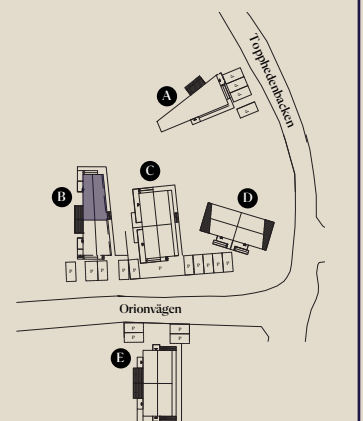 Topphedenbacken
A
C
B
D
P P P P P P P P P P P
Orionvägen
P P
P P
E